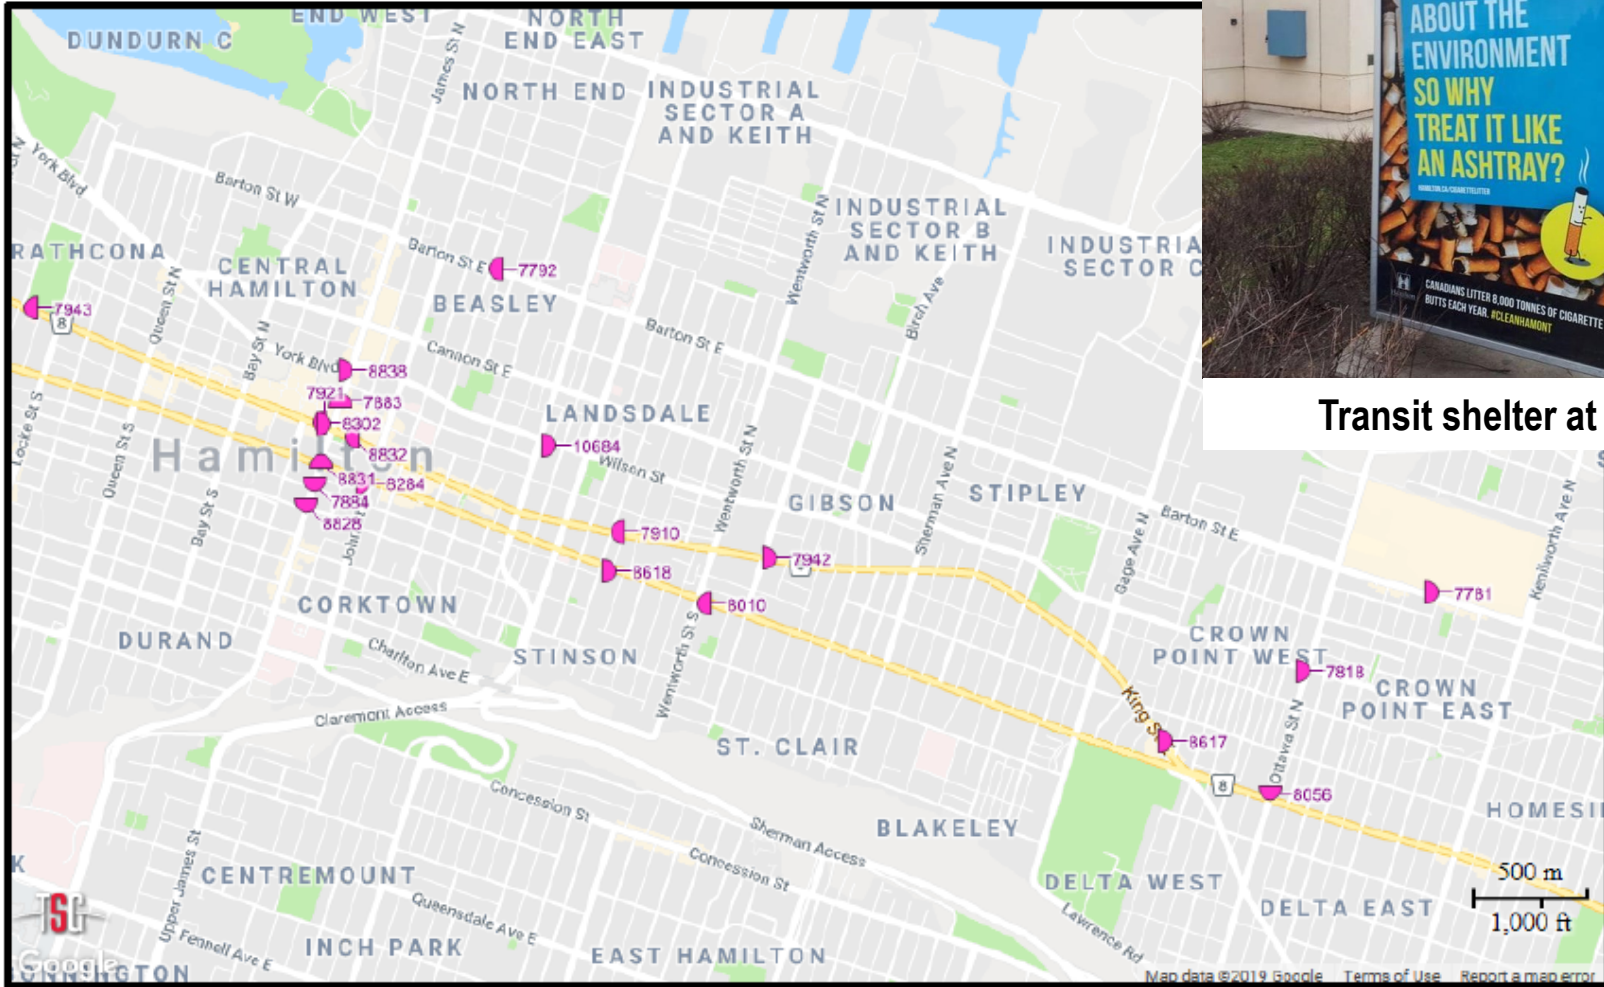 END WEST
NORTH
END EAST
DUNDURN C
James St N
NORTH END
INDUSTRIAL
SECTOR A
AND KEITH
York Blvd
Barton St W
RATHCONA
CENTRAL
HAMILTON
Queen St N
Barton St E
7792
BEASLEY
Wentworth St N
INDUSTRIAL
SECTOR B
AND KEITH
INDUSTRIA
SECTOR C
Birch Ave
7943
8
Bay St N
York Blvd
8838
Cannon St E
Barton St E
7921
7883
8302
8832
Hamilton
8831
8284
7884
8828
Locke St S
Queen St S
Bay St S
John
LANDSDALE
10684
Wilson St
Wentworth St N
GIBSON
Sherman Ave N
STIPLEY
Gage Ave N
Barton St E
Kenilworth Ave N
7910
7942
8618
8010
7781
CORKTOWN
DURAND
Charlton Ave E
STINSON
Wentworth St S
CROWN
POINT WEST
7818
CROWN
POINT EAST
Claremont Access
ST. CLAIR
King S
8617
Ottawa St N
8
8056
Concession St
BLAKELEY
HOMESI
Sherman Access
Concession St
CENTREMOUNT
Upper James St
DELTA WEST
500 m
1,000 ft
DELTA EAST
K
TSG
Queensdale Ave E
Fennell Ave E
INCH PARK
EAST HAMILTON
Lawrence Rd
Google
NNINGTON
Map data ©2019 Google Terms of Use Report a map error
ABOUT THE
ENVIRONMENT
SO WHY
TREAT IT LIKE
AN ASHTRAY?
HAMILTON.CA/CIGARETTELITTER
CANADIANS LITTER 8,000 TONNES OF CIGARETTE
BUTTS EACH YEAR. #CLEANHAMONT
Hamilton
Transit shelter at